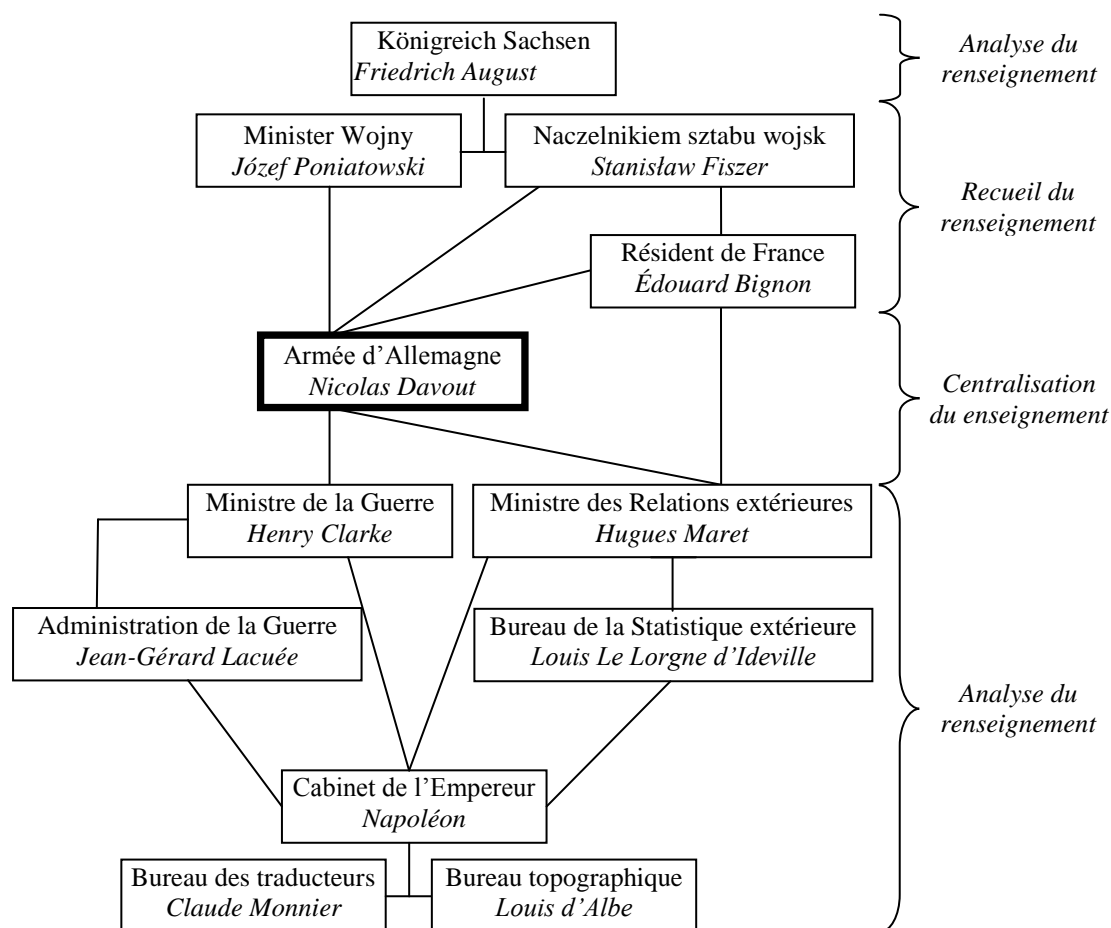 Königreich Sachsen
Friedrich August
Analyse du
renseignement
Minister Wojny
Józef Poniatowski
Naczelnikiem sztabu wojsk
Stanisław Fiszer
Recueil du
renseignement
Résident de France
Édouard Bignon
Armée d’Allemagne
Nicolas Davout
Centralisation
du enseignement
Ministre de la Guerre
Henry Clarke
Ministre des Relations extérieures
Hugues Maret
Administration de la Guerre
Jean-Gérard Lacuée
Bureau de la Statistique extérieure
Louis Le Lorgne d’Ideville
Analyse du
renseignement
Cabinet de l’Empereur
Napoléon
Bureau des traducteurs
Claude Monnier
Bureau topographique
Louis d’Albe